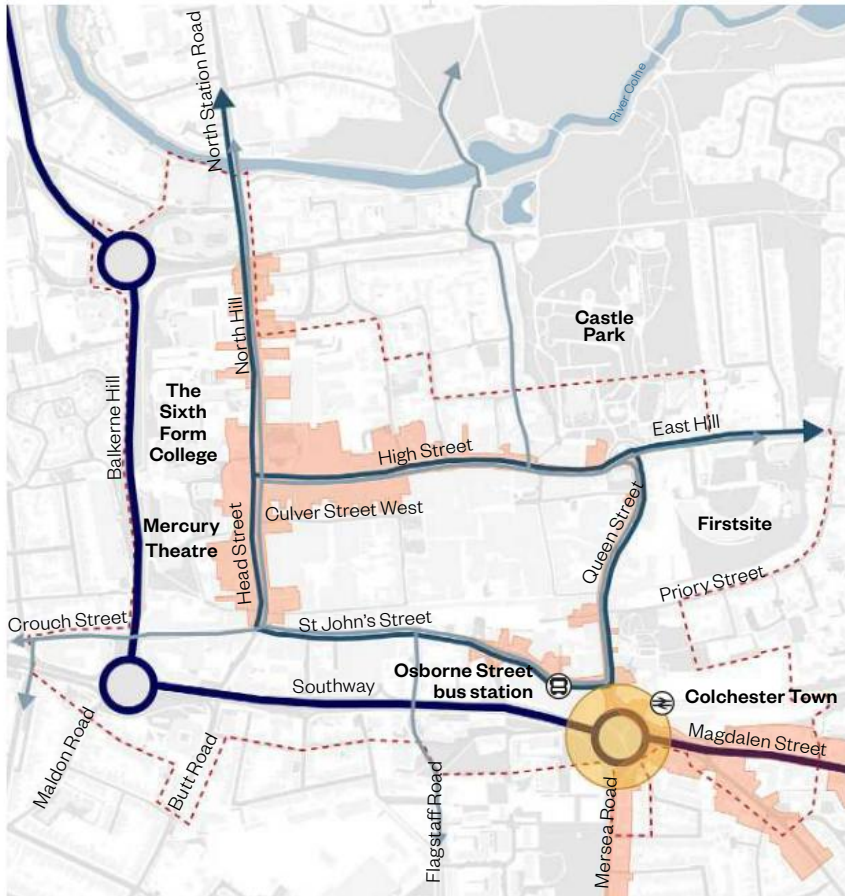 North Station Road
River Colne
Castle
Park
North Hill
The
Sixth
Form
College
Balkerne Hill
East Hill
High Street
Culver Street West
Queen Street
Firstsite
Mercury
Theatre
Head Street
Priory Street
Crouch Street
St John's Street
Osborne Street
bus station
Colchester Town
Southway
Magdalen Street
Maldon Road
Butt Road
Flagstaff Road
Mersea Road